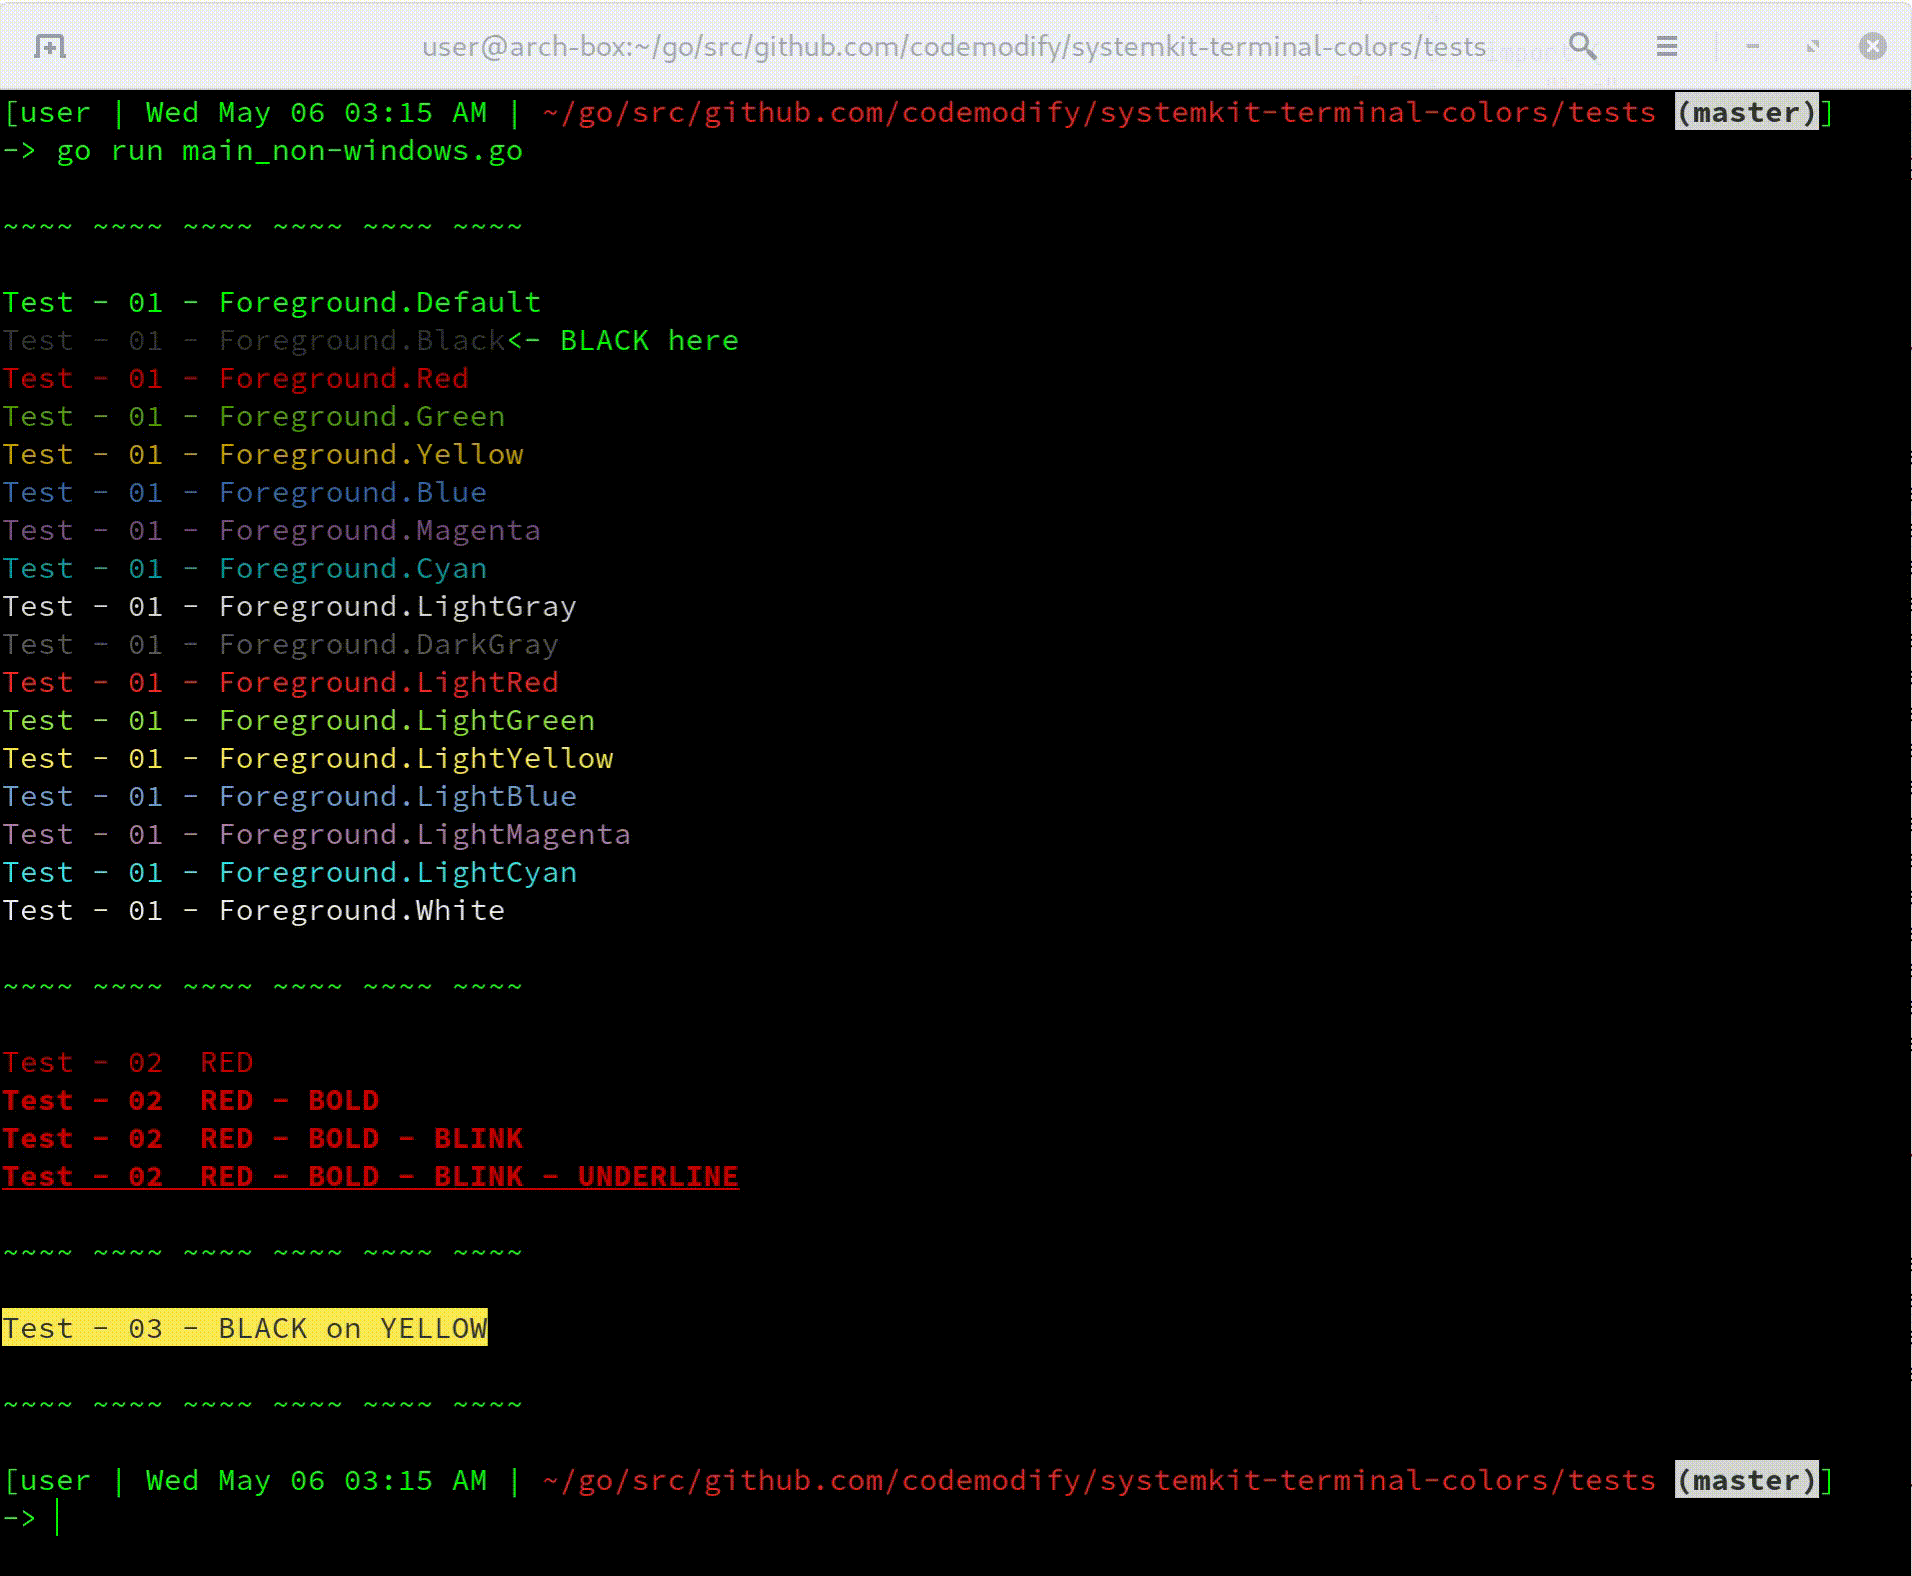 user@arch-box:~/go/src/github.com/codemodify/systemkit-terminal-colors/tests
[user | Wed May 06 03:15 AM | ~/go/src/github.com/codemodify/systemkit-terminal-colors/tests (master)]
-> go run main_non-windows.go
~~~~ ~~~~ ~~~~ ~~~~ ~~~~ ~~~~
Test - 01 - Foreground.Default
Test - 01 - Foreground.Black<- BLACK here
Test - 01 - Foreground.Red
Test - 01 - Foreground.Green
Test - 01 - Foreground.Yellow
Test - 01 - Foreground.Blue
Test - 01 - Foreground.Magenta
Test - 01 - Foreground.Cyan
Test - 01 - Foreground.LightGray
Test - 01 - Foreground.DarkGray
Test - 01 - Foreground.LightRed
Test - 01 - Foreground.LightGreen
Test - 01 - Foreground.LightYellow
Test - 01 - Foreground.LightBlue
Test - 01 - Foreground.LightMagenta
Test - 01 - Foreground.LightCyan
Test - 01 - Foreground.White
~~~~ ~~~~ ~~~~ ~~~~ ~~~~ ~~~~
Test - 02  RED
Test - 02  RED - BOLD
Test - 02  RED - BOLD - BLINK
Test - 02  RED - BOLD - BLINK - UNDERLINE
~~~~ ~~~~ ~~~~ ~~~~ ~~~~ ~~~~
Test - 03 - BLACK on YELLOW
~~~~ ~~~~ ~~~~ ~~~~ ~~~~ ~~~~
[user | Wed May 06 03:15 AM | ~/go/src/github.com/codemodify/systemkit-terminal-colors/tests (master)]
->